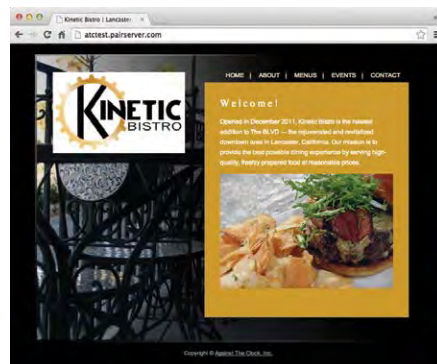 Kinetic Bistro | Lancaster
atctest.pairserver.com
HOME | ABOUT | MENUS | EVENTS | CONTACT
KINETIC
BISTRO
Welcome!
Opened in December 2011, Kinetic Bistro is the newest
addition to The BLVD — the rejuvenated and revitalized
downtown area in Lancaster, California. Our mission is to
provide the best possible dining experience by serving high-
quality, freshly prepared food at reasonable prices.
Copyright © Against The Clock, Inc.